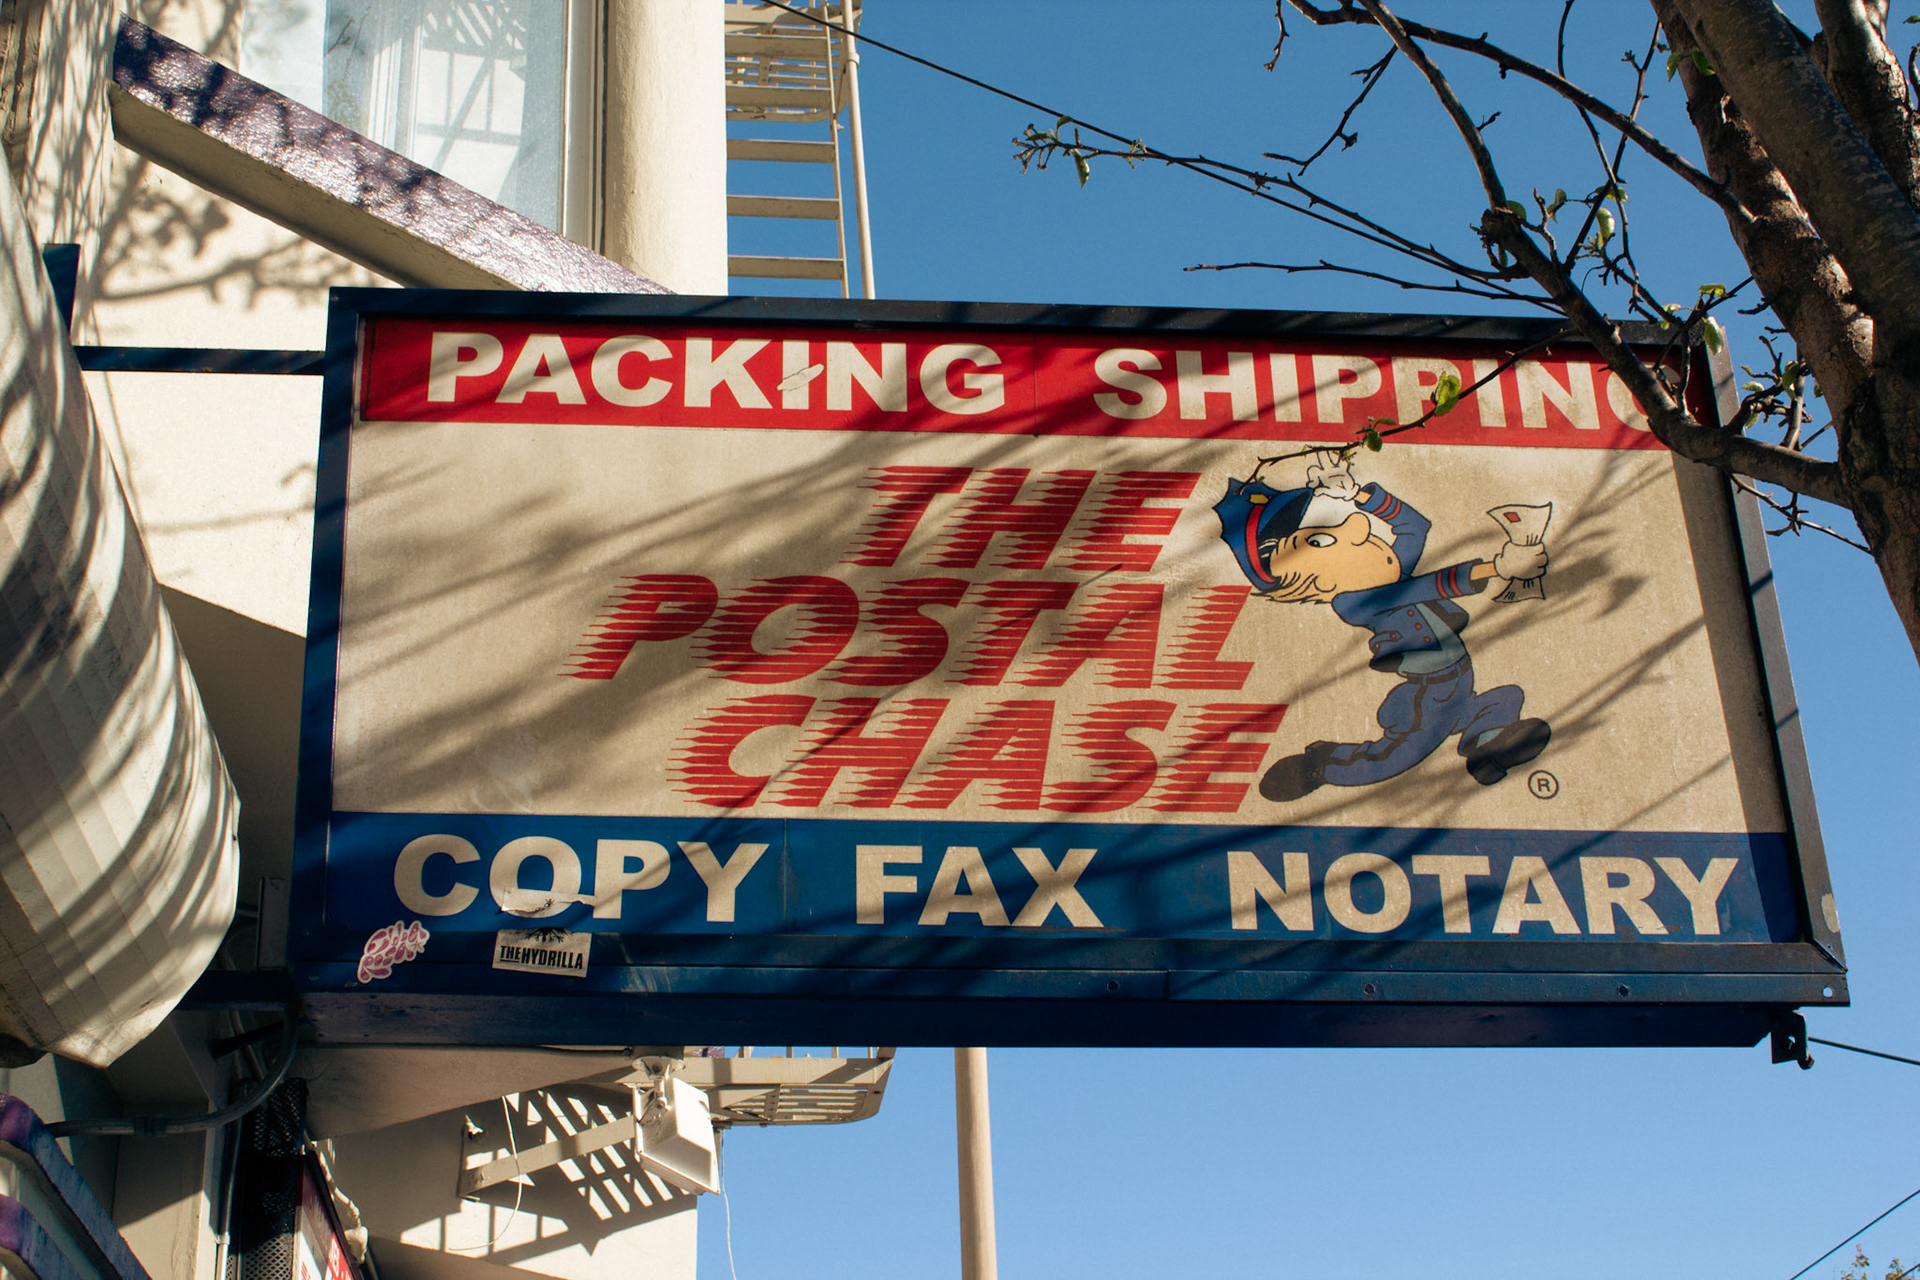 PACKING SHIPPING
THE
POSTAL
CHASE
®
COPY FAX NOTARY
THEHYDRILLA